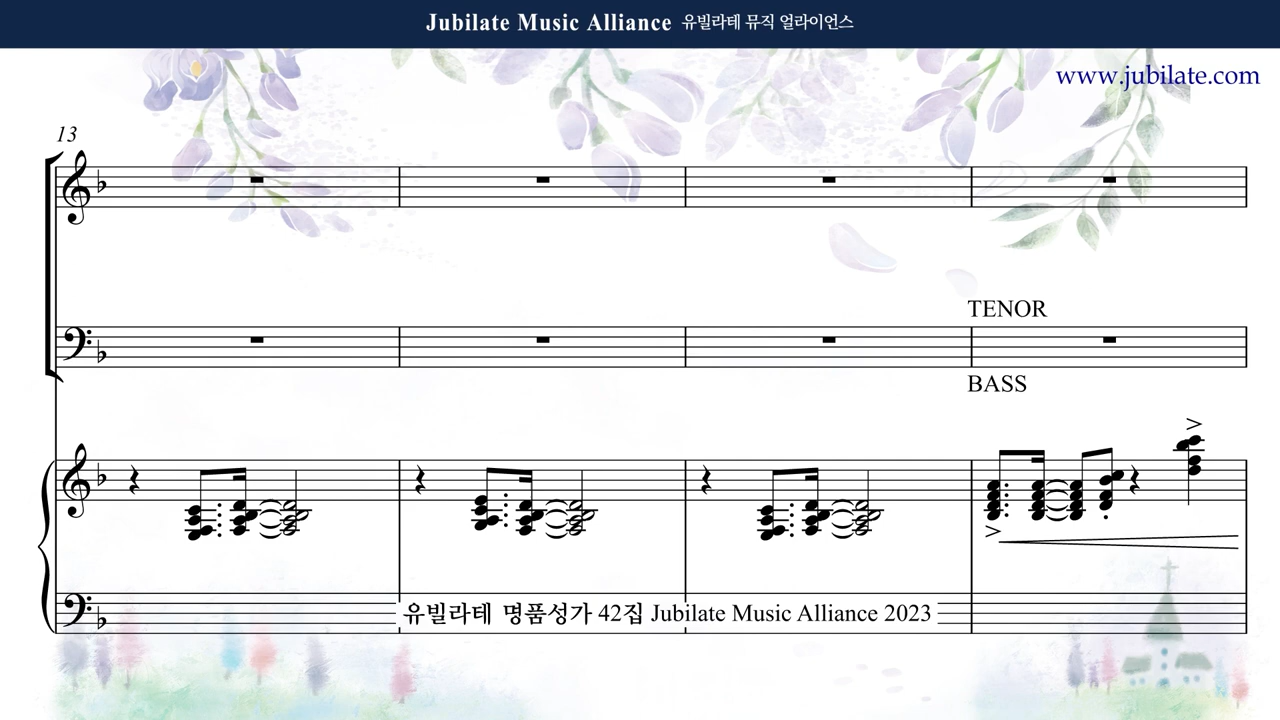 Jubilate Music Alliance 유빌라테 뮤직 얼라이언스
www.jubilate.com
13
TENOR
BASS
유빌라테 명품성가 42집 Jubilate Music Alliance 2023